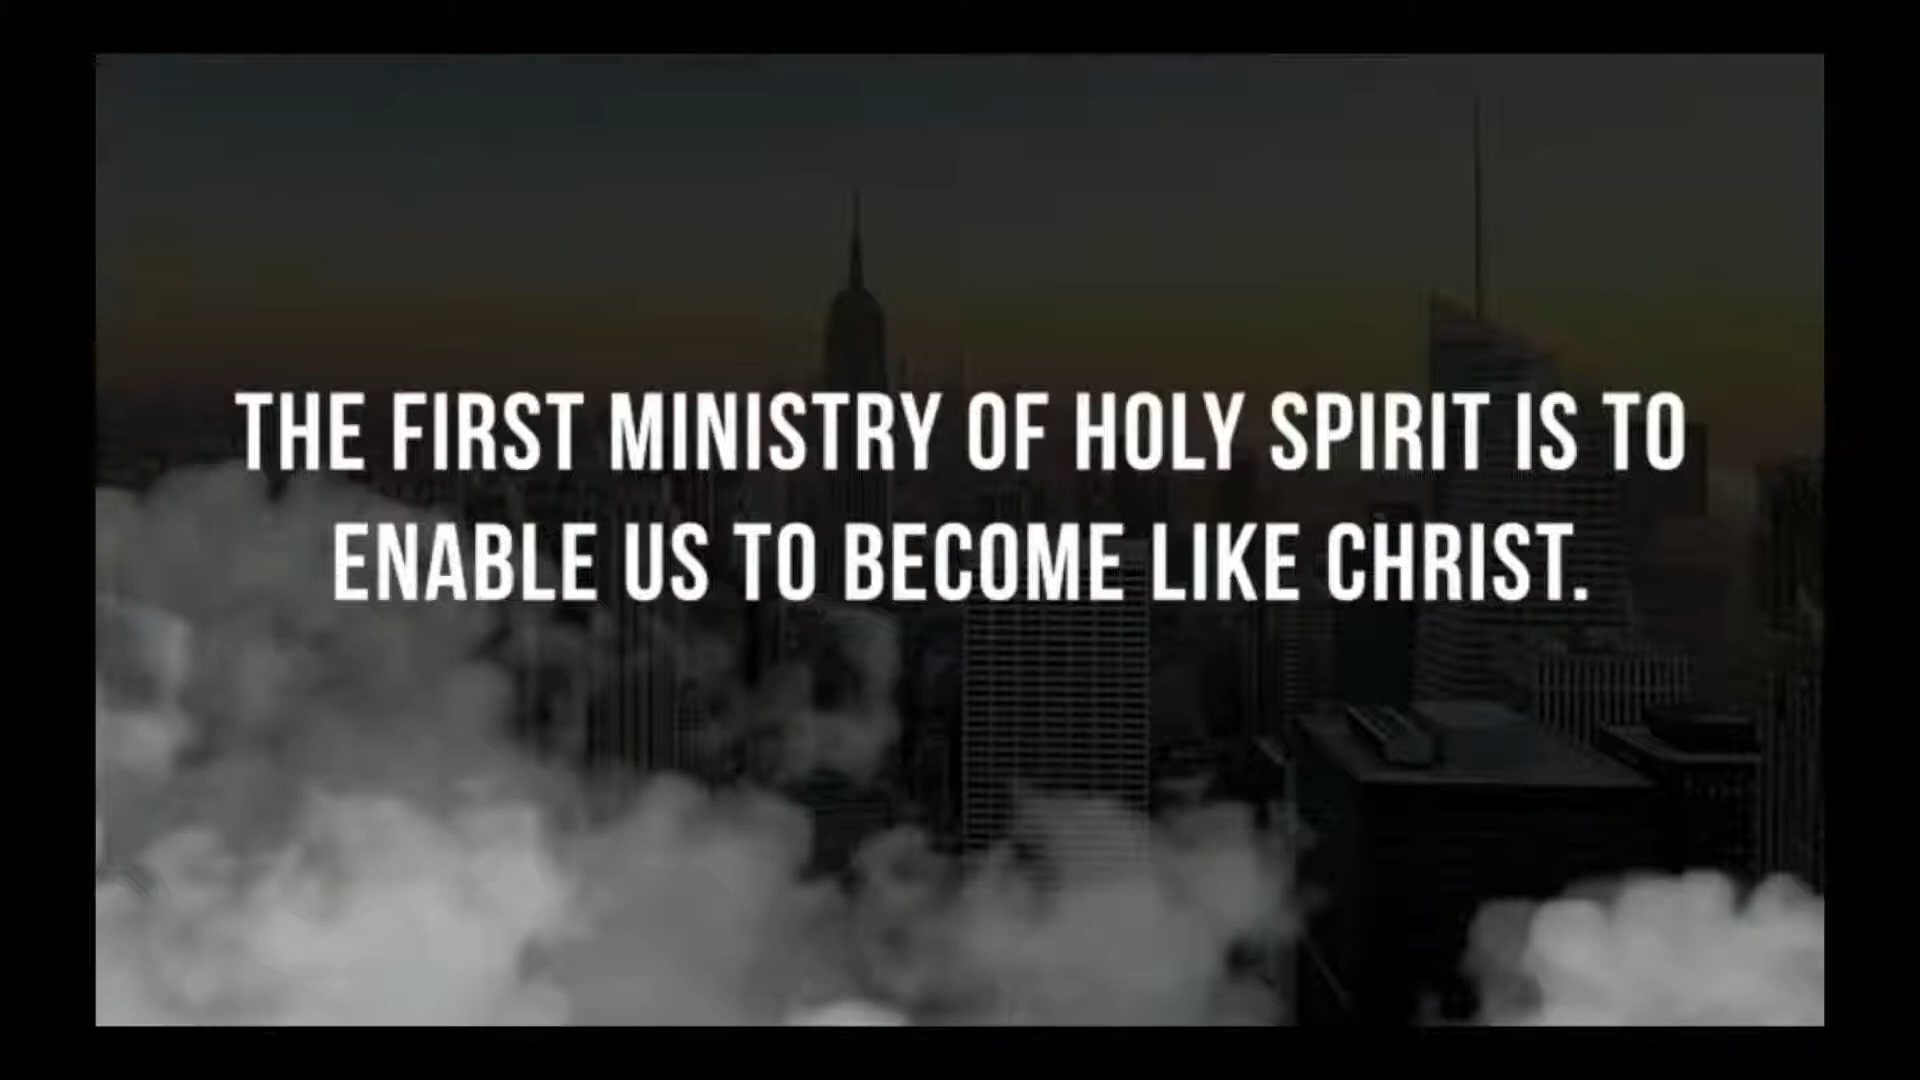 THE FIRST MINISTRY OF HOLY SPIRIT IS TO
ENABLE US TO BECOME LIKE CHRIST.